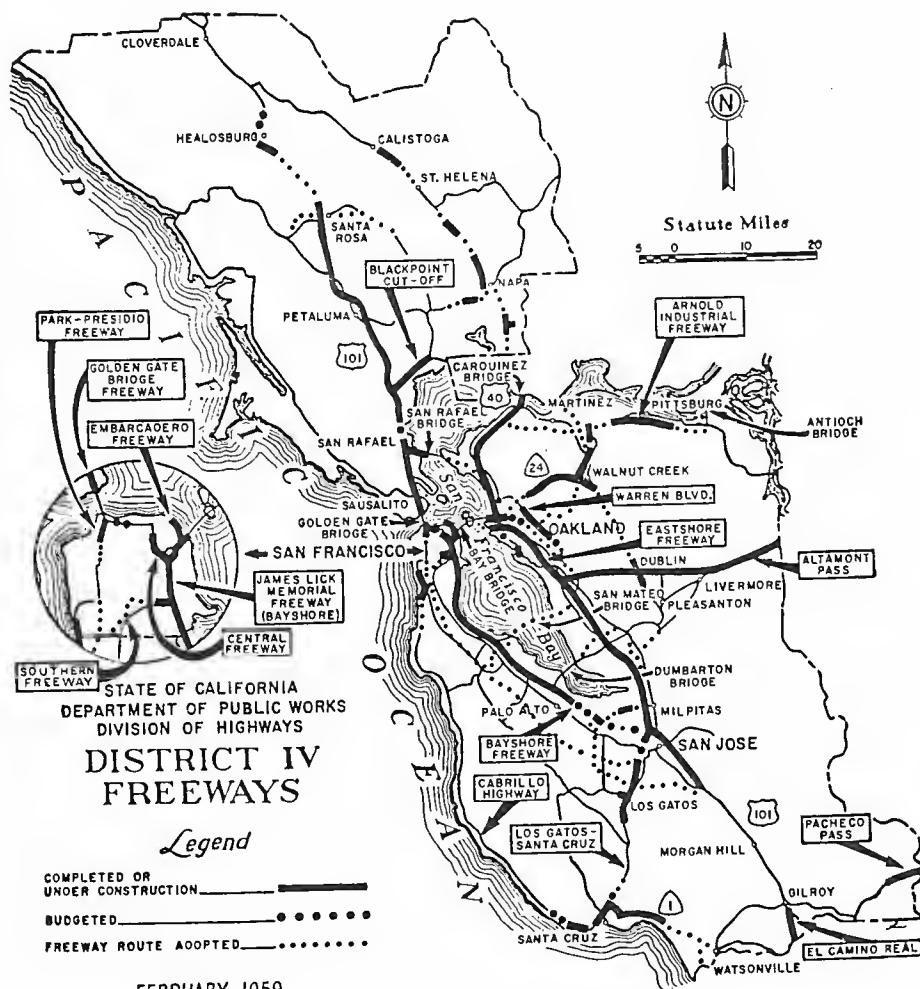 CLOVERDALE
N
HEALOSBURG
CALISTOGA
ST. HELENA
Statute Miles
5 0 10 20
SANTA
ROSA
BLACKPOINT
CUT-OFF
NAPA
PETALUMA
101
ARNOLD
INDUSTRIAL
FREEWAY
PARK-PRESIDIO
FREEWAY
GOLDEN GATE
BRIDGE
FREEWAY
EMBARCADERO
FREEWAY
CARQUINEZ
BRIDGE
40
MARTINEZ
PITTSBURG
ANTIOCH
BRIDGE
SAN RAFAEL
BRIDGE
SAN RAFAEL
24
WALNUT CREEK
WARREN BLVD.
SAUSALITO
GOLDEN GATE
BRIDGE
OAKLAND
EASTSHORE
FREEWAY
SAN FRANCISCO
San Francisco Bay
BAY BRIDGE
DUBLIN
ALTAMONT
PASS
LIVERMORE
SAN MATEO
BRIDGE
PLEASANTON
JAMES LICK
MEMORIAL
FREEWAY
(BAYSHORE)
CENTRAL
FREEWAY
SOUTHERN
FREEWAY
DUMBARTON
BRIDGE
PALO ALTO
MILPITAS
BAYSHORE
FREEWAY
SAN JOSE
CABRILLO
HIGHWAY
LOS GATOS
101
LOS GATOS-
SANTA CRUZ
MORGAN HILL
PACHECO
PASS
GILROY
1
SANTA CRUZ
EL CAMINO REAL
WATSONVILLE
PACIFIC
OCEAN
STATE OF CALIFORNIA
DEPARTMENT OF PUBLIC WORKS
DIVISION OF HIGHWAYS
DISTRICT IV
FREEWAYS
Legend
COMPLETED OR
UNDER CONSTRUCTION
BUDGETED
FREEWAY ROUTE ADOPTED
FEBRUARY 1959